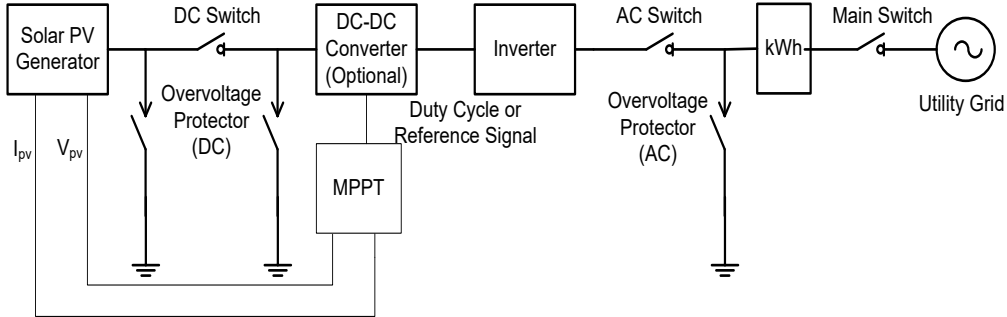 Solar PV
Generator
DC Switch
DC-DC
Converter
(Optional)
Inverter
AC Switch
kWh
Main Switch
Utility Grid
Overvoltage
Protector
(DC)
Duty Cycle or
Reference Signal
Overvoltage
Protector
(AC)
Ipv
Vpv
MPPT